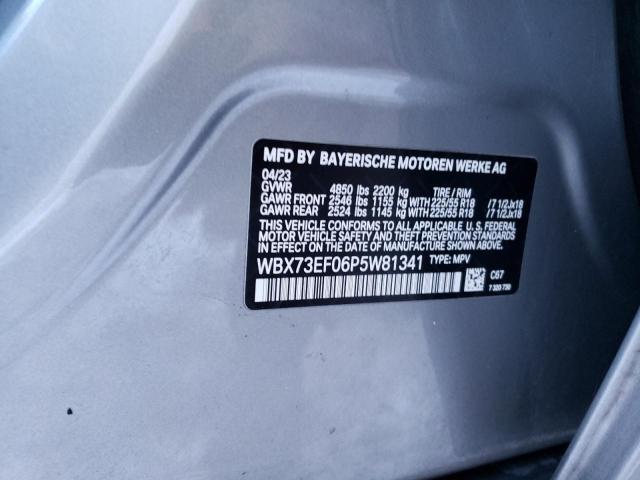 MFD BY BAYERISCHE MOTOREN WERKE AG
04/23
GVWR 4850 lbs 2200 kg TIRE / RIM
GAWR FRONT 2546 lbs 1155 kg WITH 225/55 R18 /7 1/2Jx18
GAWR REAR 2524 lbs 1145 kg WITH 225/55 R18 /7 1/2Jx18
THIS VEHICLE CONFORMS TO ALL APPLICABLE U. S. FEDERAL
MOTOR VEHICLE SAFETY AND THEFT PREVENTION STANDARDS
IN EFFECT ON THE DATE OF MANUFACTURE SHOWN ABOVE.
WBX73EF06P5W81341 TYPE: MPV
C67
7 320 730